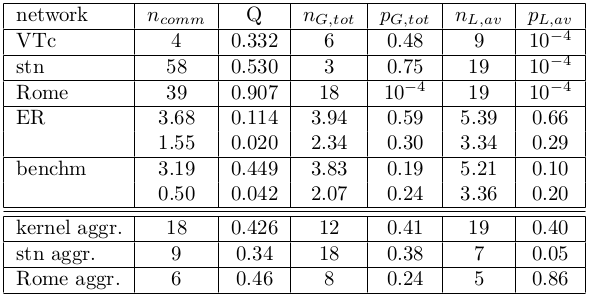 network n_comm Q n_G,tot p_G,tot n_L,av p_L,av
VTc 4 0.332 6 0.48 9 10^-4
stn 58 0.530 3 0.75 19 10^-4
Rome 39 0.907 18 10^-4 19 10^-4
ER 3.68 0.114 3.94 0.59 5.39 0.66
1.55 0.020 2.34 0.30 3.34 0.29
benchm 3.19 0.449 3.83 0.19 5.21 0.10
0.50 0.042 2.07 0.24 3.36 0.20
kernel aggr. 18 0.426 12 0.41 19 0.40
stn aggr. 9 0.34 18 0.38 7 0.05
Rome aggr. 6 0.46 8 0.24 5 0.86